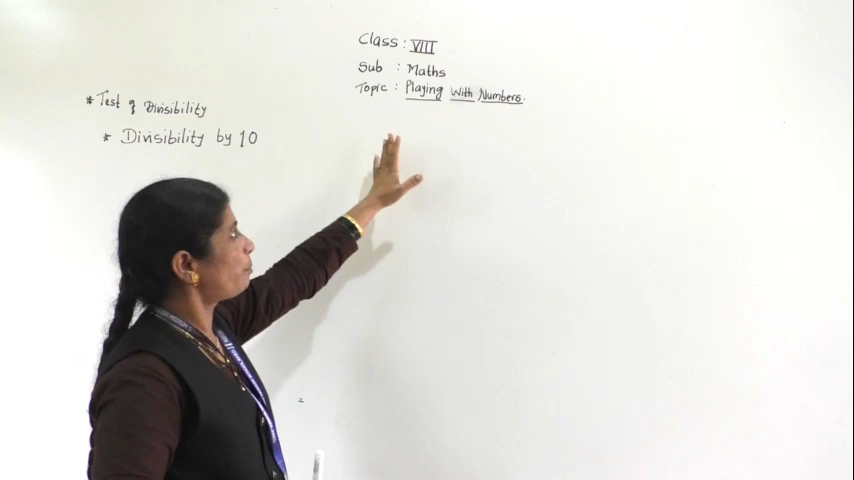 Class : VIII
Sub : Maths
Topic : Playing With Numbers.
* Test of Divisibility
* Divisibility by 10